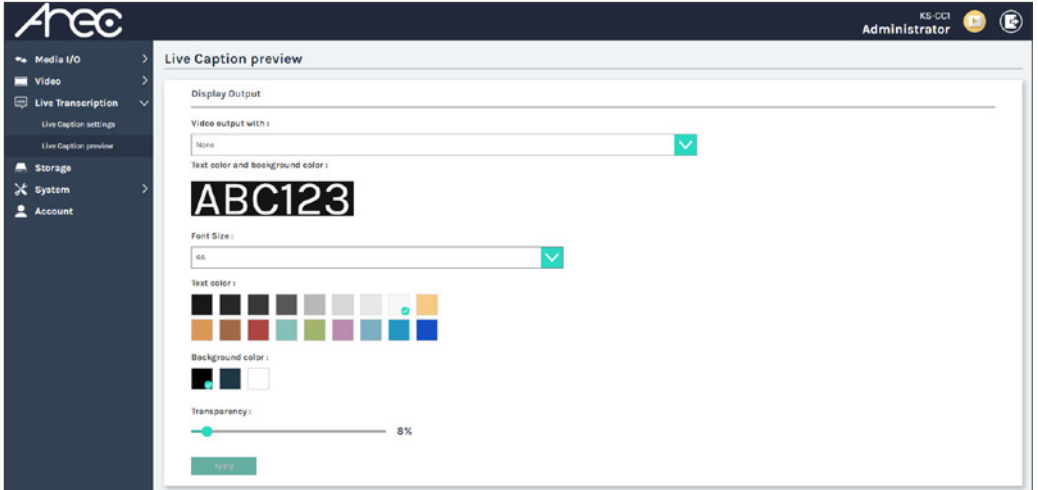 Arec
KS-CC1
Administrator
Media I/O
Video
Live Transcription
Live Caption settings
Live Caption preview
Storage
System
Account
Live Caption preview
Display Output
Video output with :
None
Text color and background color :
ABC123
Font Size :
66
Text color :
Background color :
Transparency :
8%
Apply